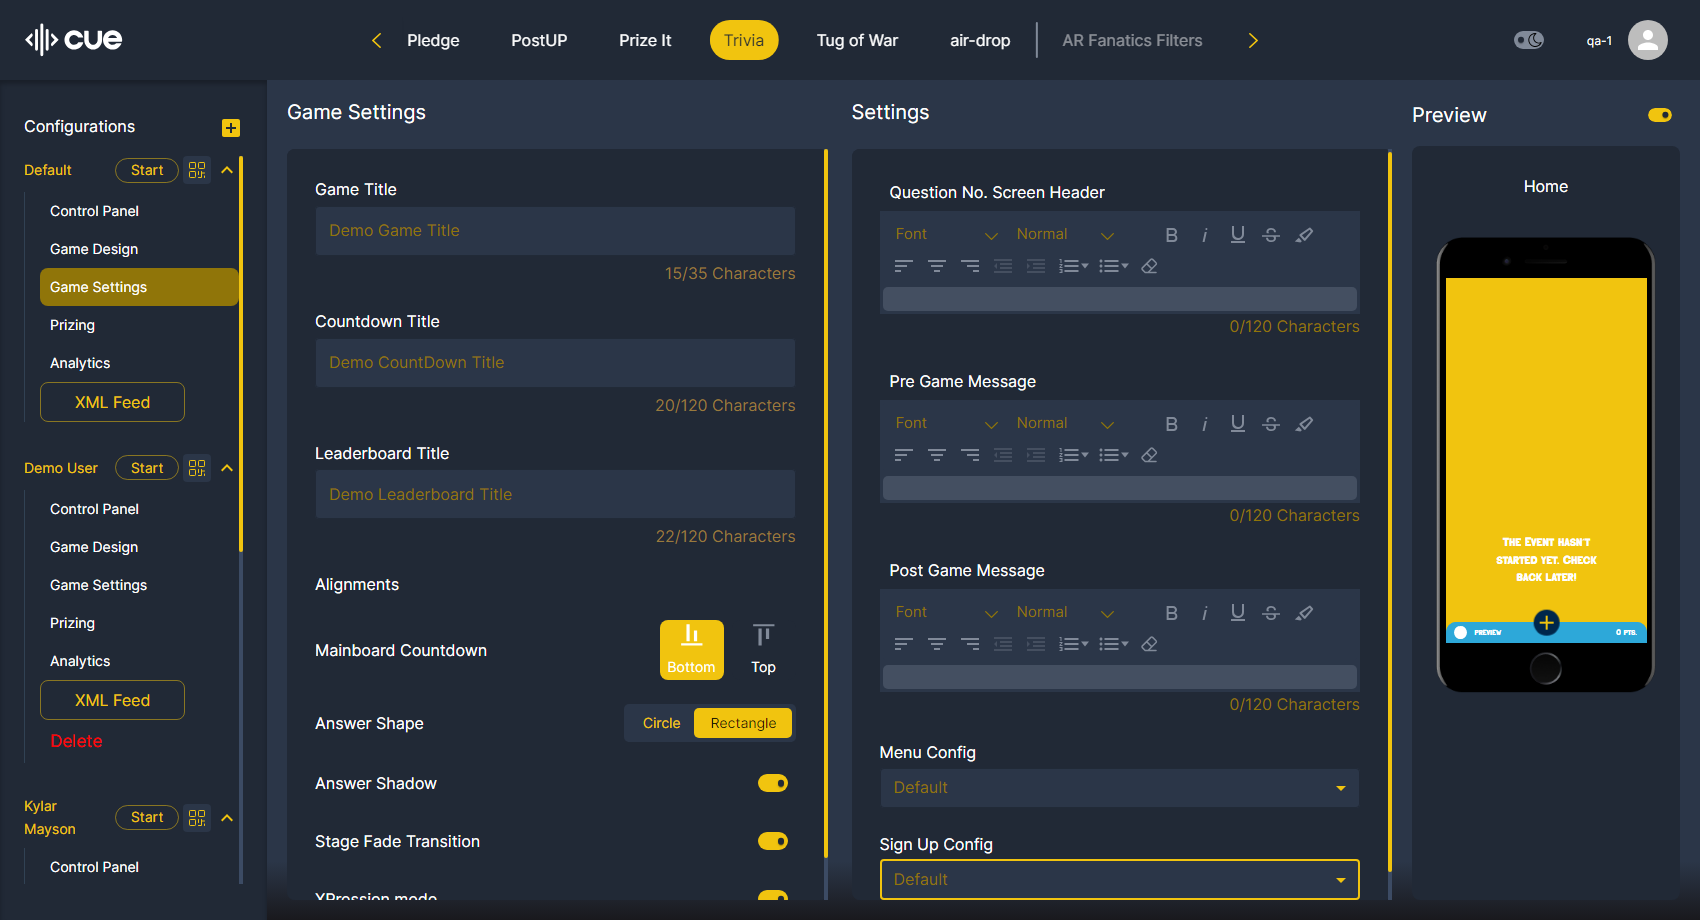 cue
Pledge
PostUP
Prize It
Trivia
Tug of War
air-drop
AR Fanatics Filters
qa-1
Configurations
Default
Start
Control Panel
Game Design
Game Settings
Prizing
Analytics
XML Feed
Demo User
Start
Control Panel
Game Design
Game Settings
Prizing
Analytics
XML Feed
Delete
Kylar
Mayson
Start
Control Panel
Game Settings
Game Title
Demo Game Title
15/35 Characters
Countdown Title
Demo CountDown Title
20/120 Characters
Leaderboard Title
Demo Leaderboard Title
22/120 Characters
Alignments
Mainboard Countdown
Bottom
Top
Answer Shape
Circle
Rectangle
Answer Shadow
Stage Fade Transition
XPression mode
Settings
Question No. Screen Header
Font
Normal
B
i
U
S
0/120 Characters
Pre Game Message
Font
Normal
B
i
U
S
0/120 Characters
Post Game Message
Font
Normal
B
i
U
S
0/120 Characters
Menu Config
Default
Sign Up Config
Default
Preview
Home
The Event hasn't
started yet. Check
back later!
PREVIEW
0 PTS.